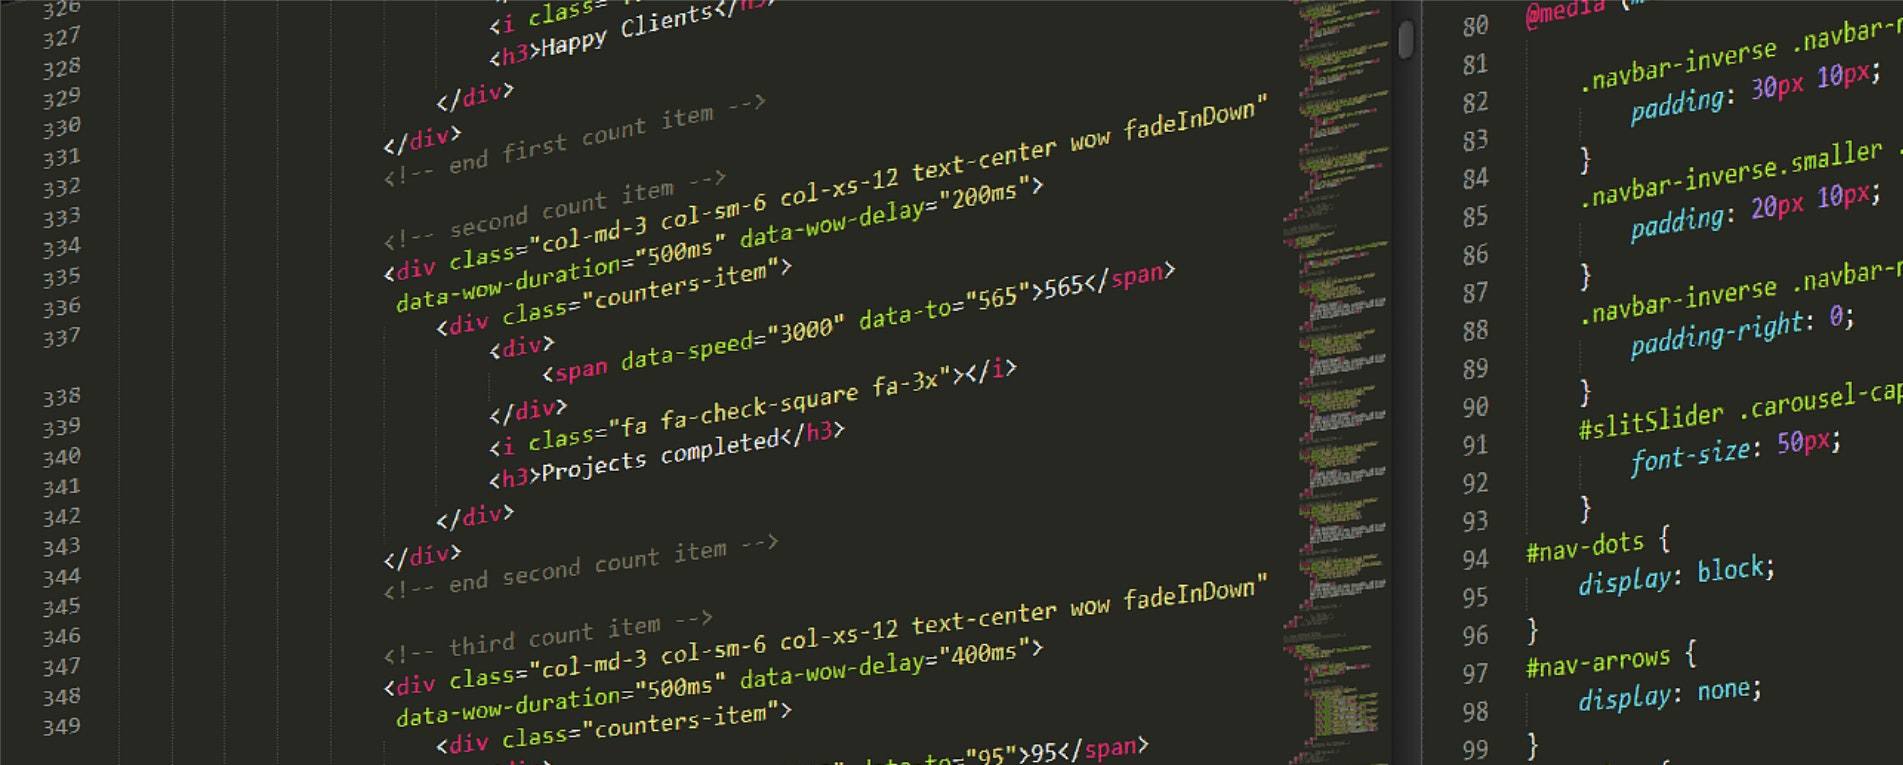 326
327
328
329
330
331
332
333
334
335
336
337
338
339
340
341
342
343
344
345
346
347
348
349
<i class="
<h3>Happy Clients</h3>
</div>
</div>
<!-- end first count item -->
<!-- second count item -->
<div class="col-md-3 col-sm-6 col-xs-12 text-center wow fadeInDown"
data-wow-duration="500ms" data-wow-delay="200ms">
<div class="counters-item">
<div>
<span data-speed="3000" data-to="565">565</span>
</div>
<i class="fa fa-check-square fa-3x"></i>
<h3>Projects completed</h3>
</div>
</div>
<!-- end second count item -->
<!-- third count item -->
<div class="col-md-3 col-sm-6 col-xs-12 text-center wow fadeInDown"
data-wow-duration="500ms" data-wow-delay="400ms">
<div class="counters-item">
<div>
data-to="95">95</span>
80
81
82
83
84
85
86
87
88
89
90
91
92
93
94
95
96
97
98
99
@media
.navbar-inverse .navbar-
padding: 30px 10px;
}
.navbar-inverse.smaller .
padding: 20px 10px;
}
.navbar-inverse .navbar-
padding-right: 0;
}
#slitSlider .carousel-cap
font-size: 50px;
}
#nav-dots {
display: block;
}
#nav-arrows {
display: none;
}